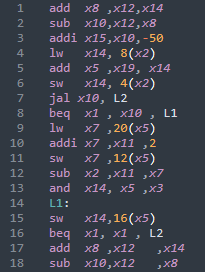 1 add x8 ,x12,x14
2 sub x10,x12,x8
3 addi x15,x10,-50
4 lw x14, 8(x2)
5 add x5 ,x19, x14
6 sw x14, 4(x2)
7 jal x10, L2
8 beq x1 , x10 , L1
9 lw x7 ,20(x5)
10 addi x7 ,x11 ,2
11 sw x7 ,12(x5)
12 sub x2 ,x11 ,x7
13 and x14, x5 ,x3
14 L1:
15 sw x14,16(x5)
16 beq x1, x1 , L2
17 add x8 ,x12 ,x14
18 sub x10,x12 ,x8